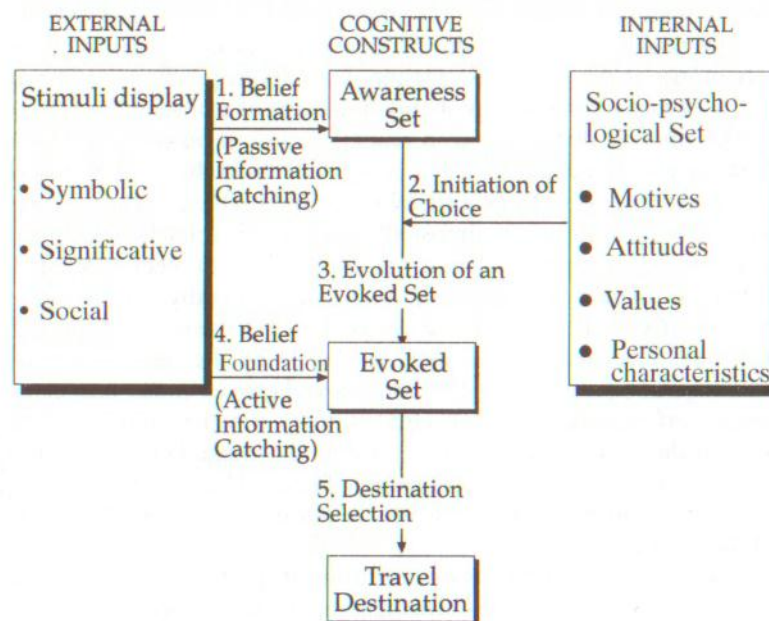 EXTERNAL
. INPUTS
COGNITIVE
CONSTRUCTS
INTERNAL
INPUTS
Stimuli display
• Symbolic
• Significative
• Social
1. Belief
Formation
(Passive
Information
Catching)
Awareness
Set
2. Initiation of
Choice
Socio-psycho-
logical Set
● Motives
● Attitudes
● Values
● Personal
characteristics
3. Evolution of an
Evoked Set
4. Belief
Foundation
(Active
Information
Catching)
Evoked
Set
5. Destination
Selection
Travel
Destination